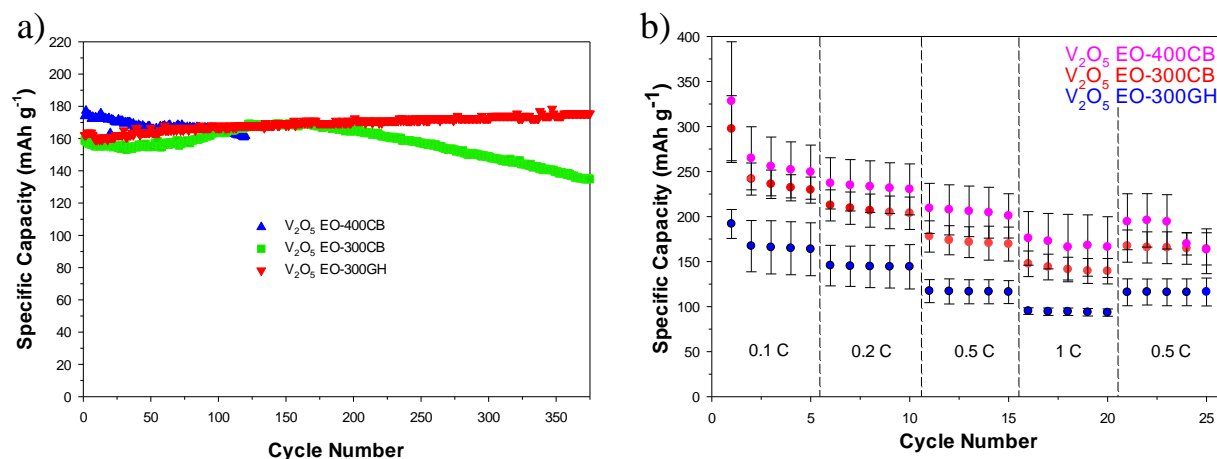 a)
220
200
180
160
140
120
100
80
60
40
20
0
Specific Capacity (mAh g⁻¹)
V₂O₅ EO-400CB
V₂O₅ EO-300CB
V₂O₅ EO-300GH
0 50 100 150 200 250 300 350
Cycle Number
b)
400
350
300
250
200
150
100
50
0
Specific Capacity (mAh g⁻¹)
V₂O₅ EO-400CB
V₂O₅ EO-300CB
V₂O₅ EO-300GH
0.1 C 0.2 C 0.5 C 1 C 0.5 C
0 5 10 15 20 25
Cycle Number